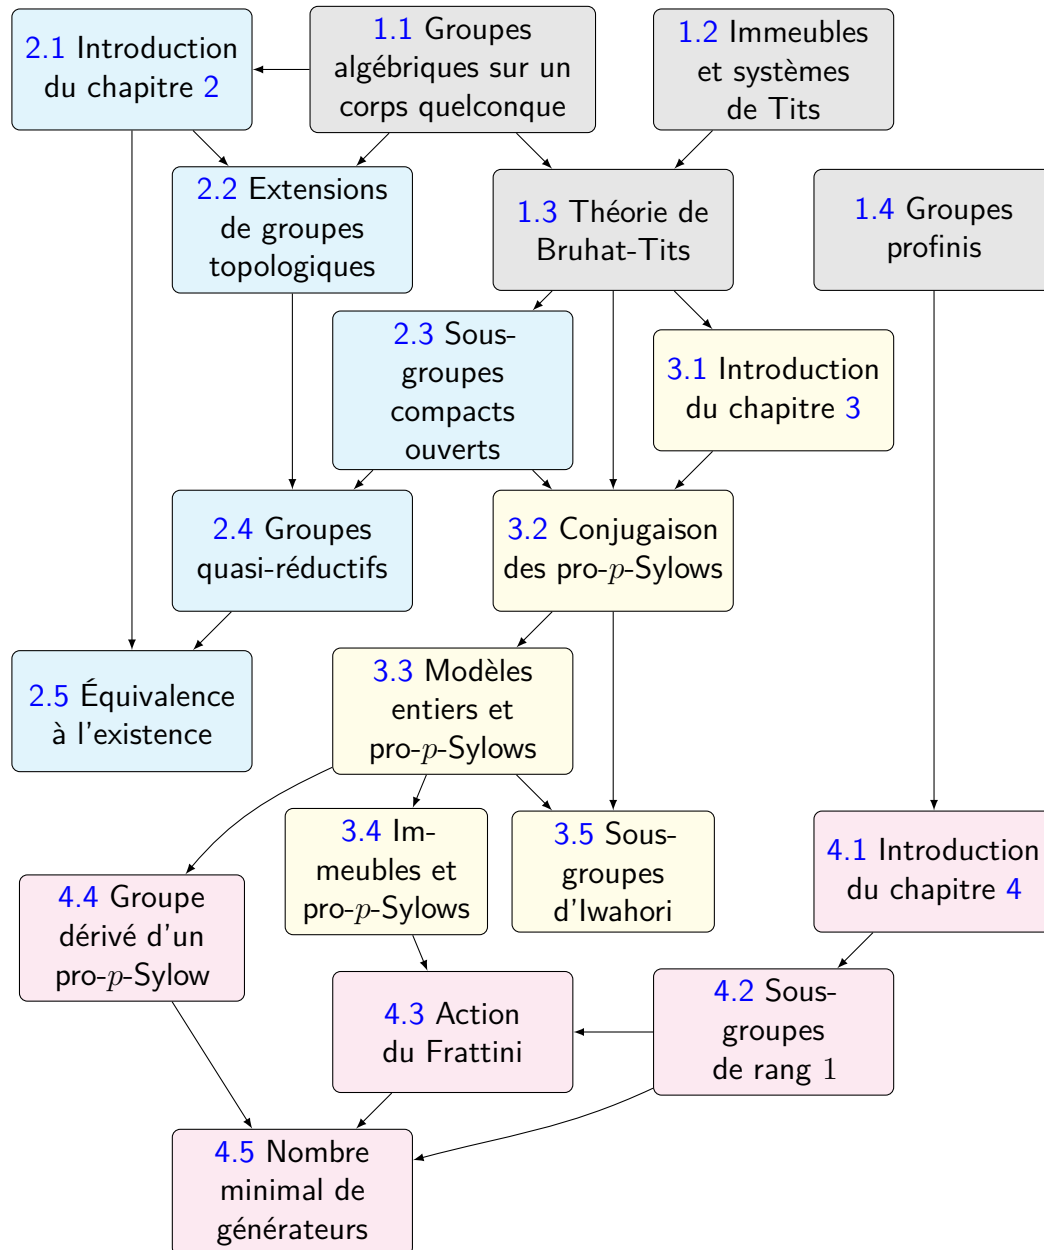 2.1 Introduction
du chapitre 2
1.1 Groupes
algébriques sur un
corps quelconque
1.2 Immeubles
et systèmes
de Tits
2.2 Extensions
de groupes
topologiques
1.3 Théorie de
Bruhat-Tits
1.4 Groupes
profinis
2.3 Sous-
groupes
compacts
ouverts
3.1 Introduction
du chapitre 3
2.4 Groupes
quasi-réductifs
3.2 Conjugaison
des pro-p-Sylows
2.5 Équivalence
à l'existence
3.3 Modèles
entiers et
pro-p-Sylows
3.4 Im-
meubles et
pro-p-Sylows
3.5 Sous-
groupes
d'Iwahori
4.1 Introduction
du chapitre 4
4.4 Groupe
dérivé d'un
pro-p-Sylow
4.3 Action
du Frattini
4.2 Sous-
groupes
de rang 1
4.5 Nombre
minimal de
générateurs